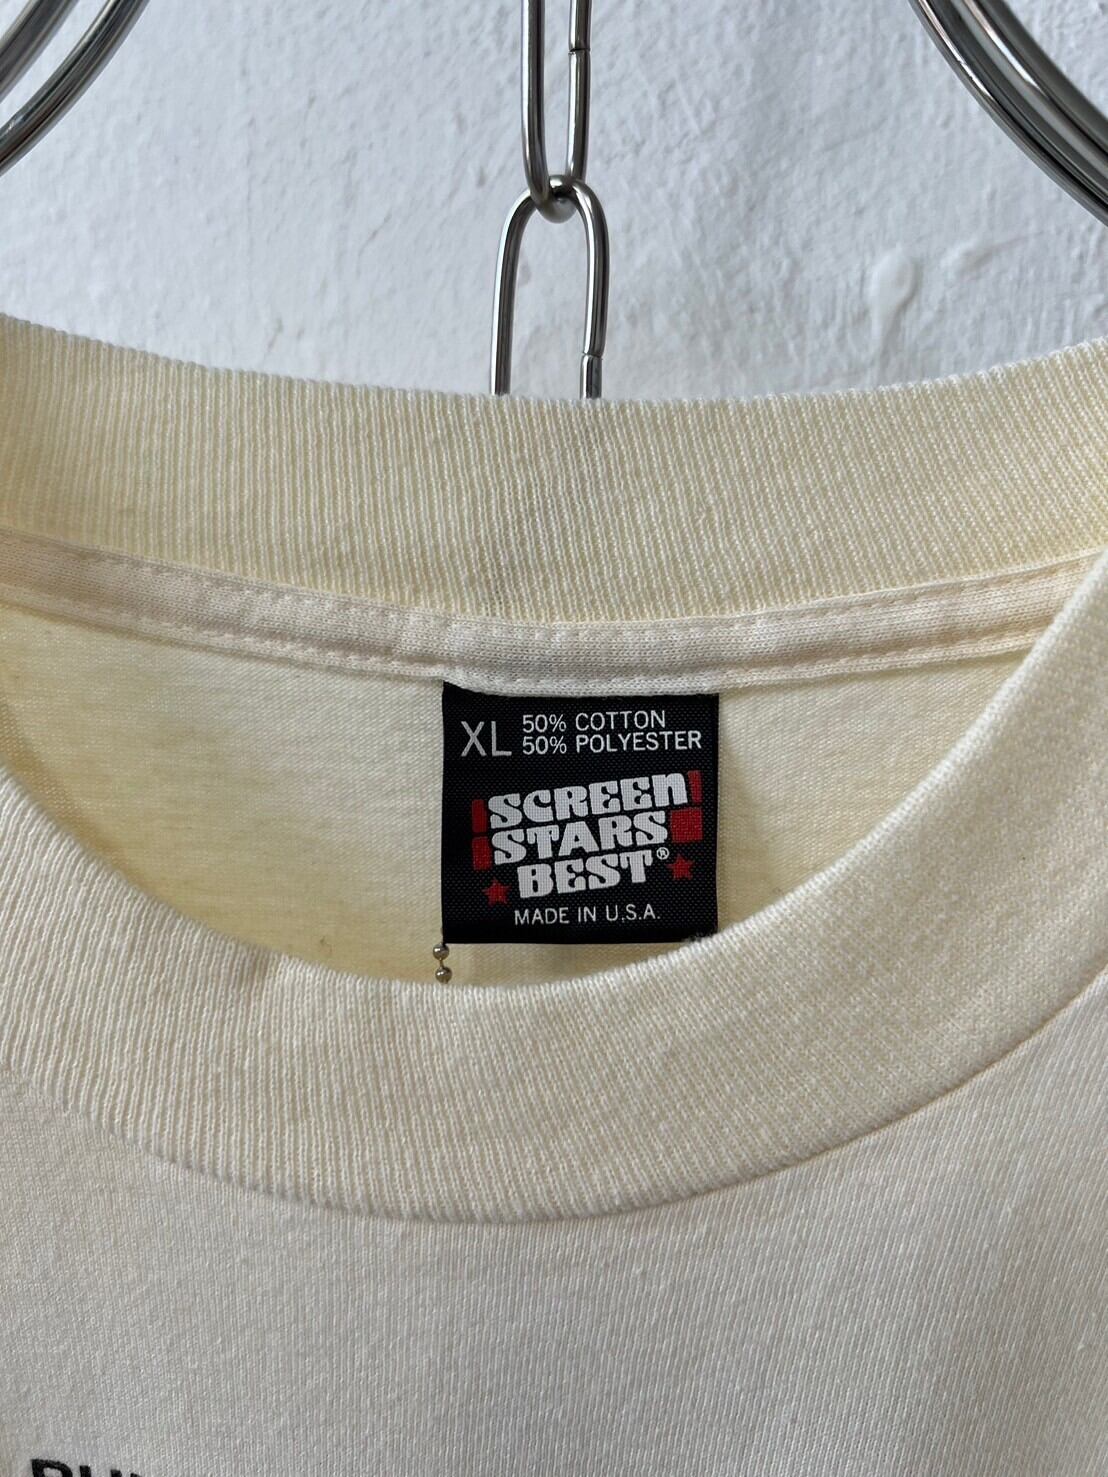 XL 50% COTTON
50% POLYESTER
SCREEN
STARS
BEST®
MADE IN U.S.A.